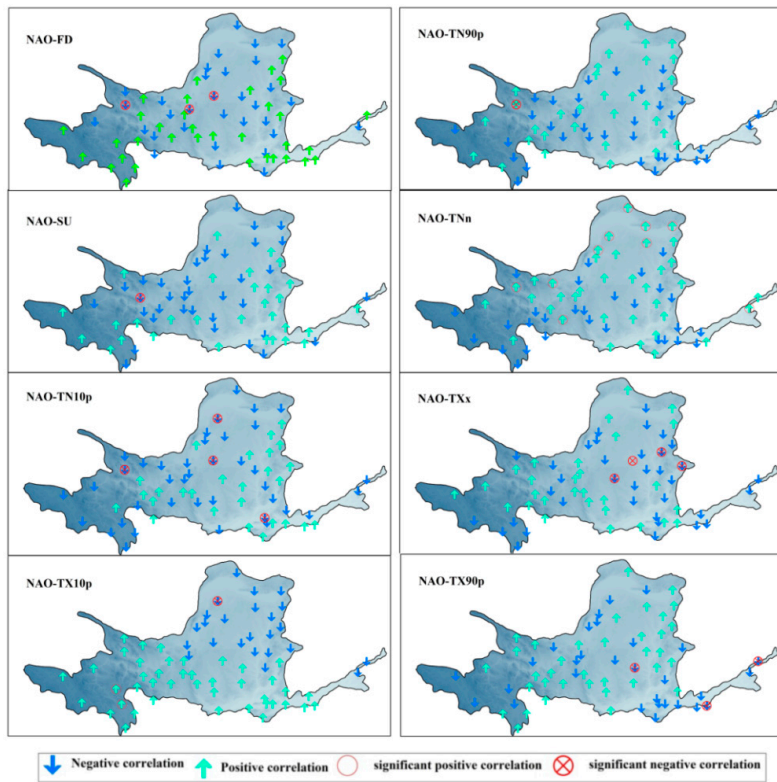 NAO-FD
NAO-TN90p
NAO-SU
NAO-TNn
NAO-TN10p
NAO-TXx
NAO-TX10p
NAO-TX90p
Negative correlation Positive correlation significant positive correlation significant negative correlation